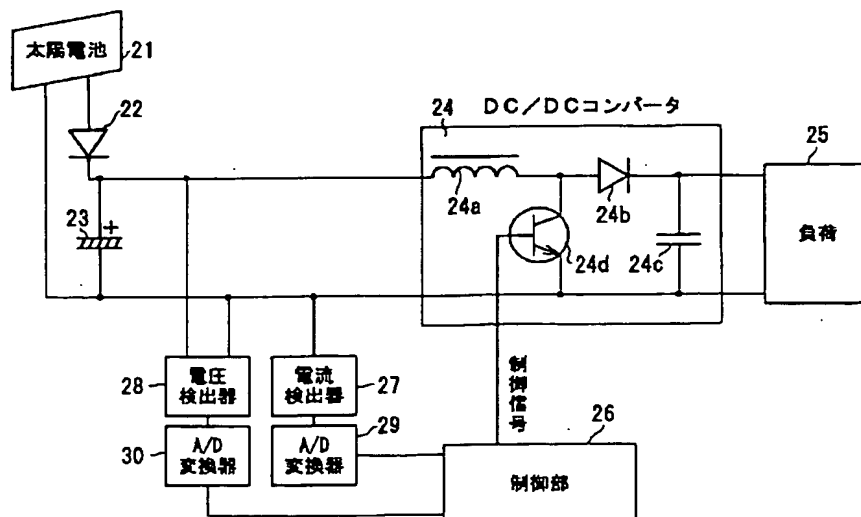 太陽電池
21
22
23
+
24
DC/DCコンバータ
24a
24b
24c
24d
25
負荷
28
電圧
検出器
電流
検出器
27
制御信号
30
A/D
変換器
A/D
変換器
29
26
制御部